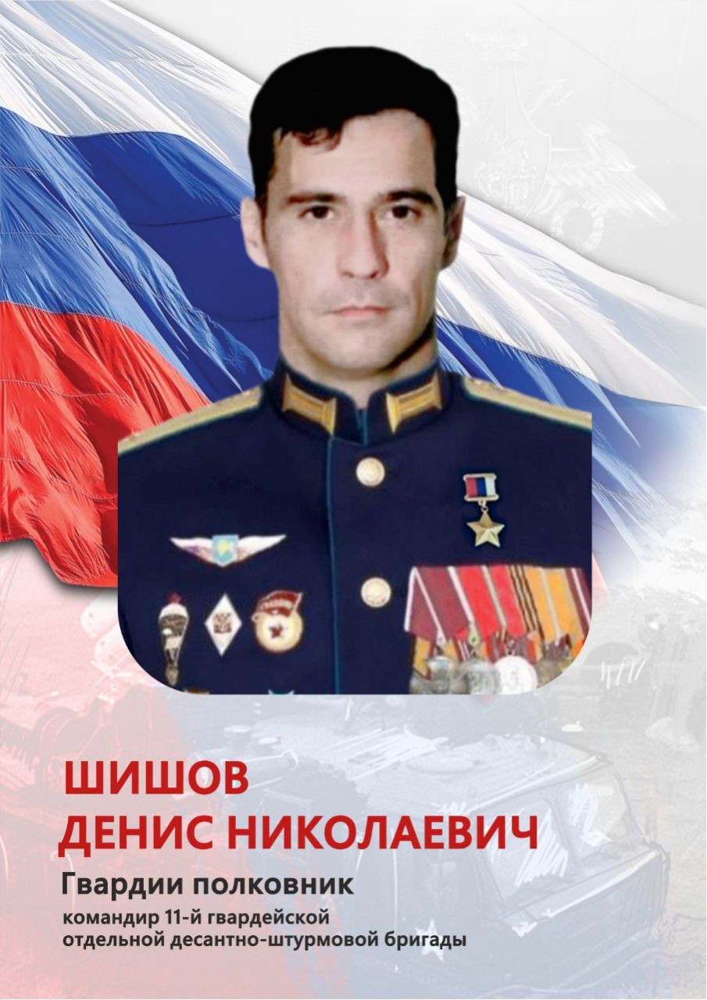 ШИШОВ
ДЕНИС НИКОЛАЕВИЧ
Гвардии полковник
командир 11-й гвардейской
отдельной десантно-штурмовой бригады